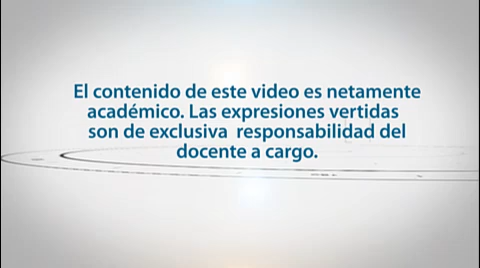 El contenido de este video es netamente
académico. Las expresiones vertidas
son de exclusiva responsabilidad del
docente a cargo.